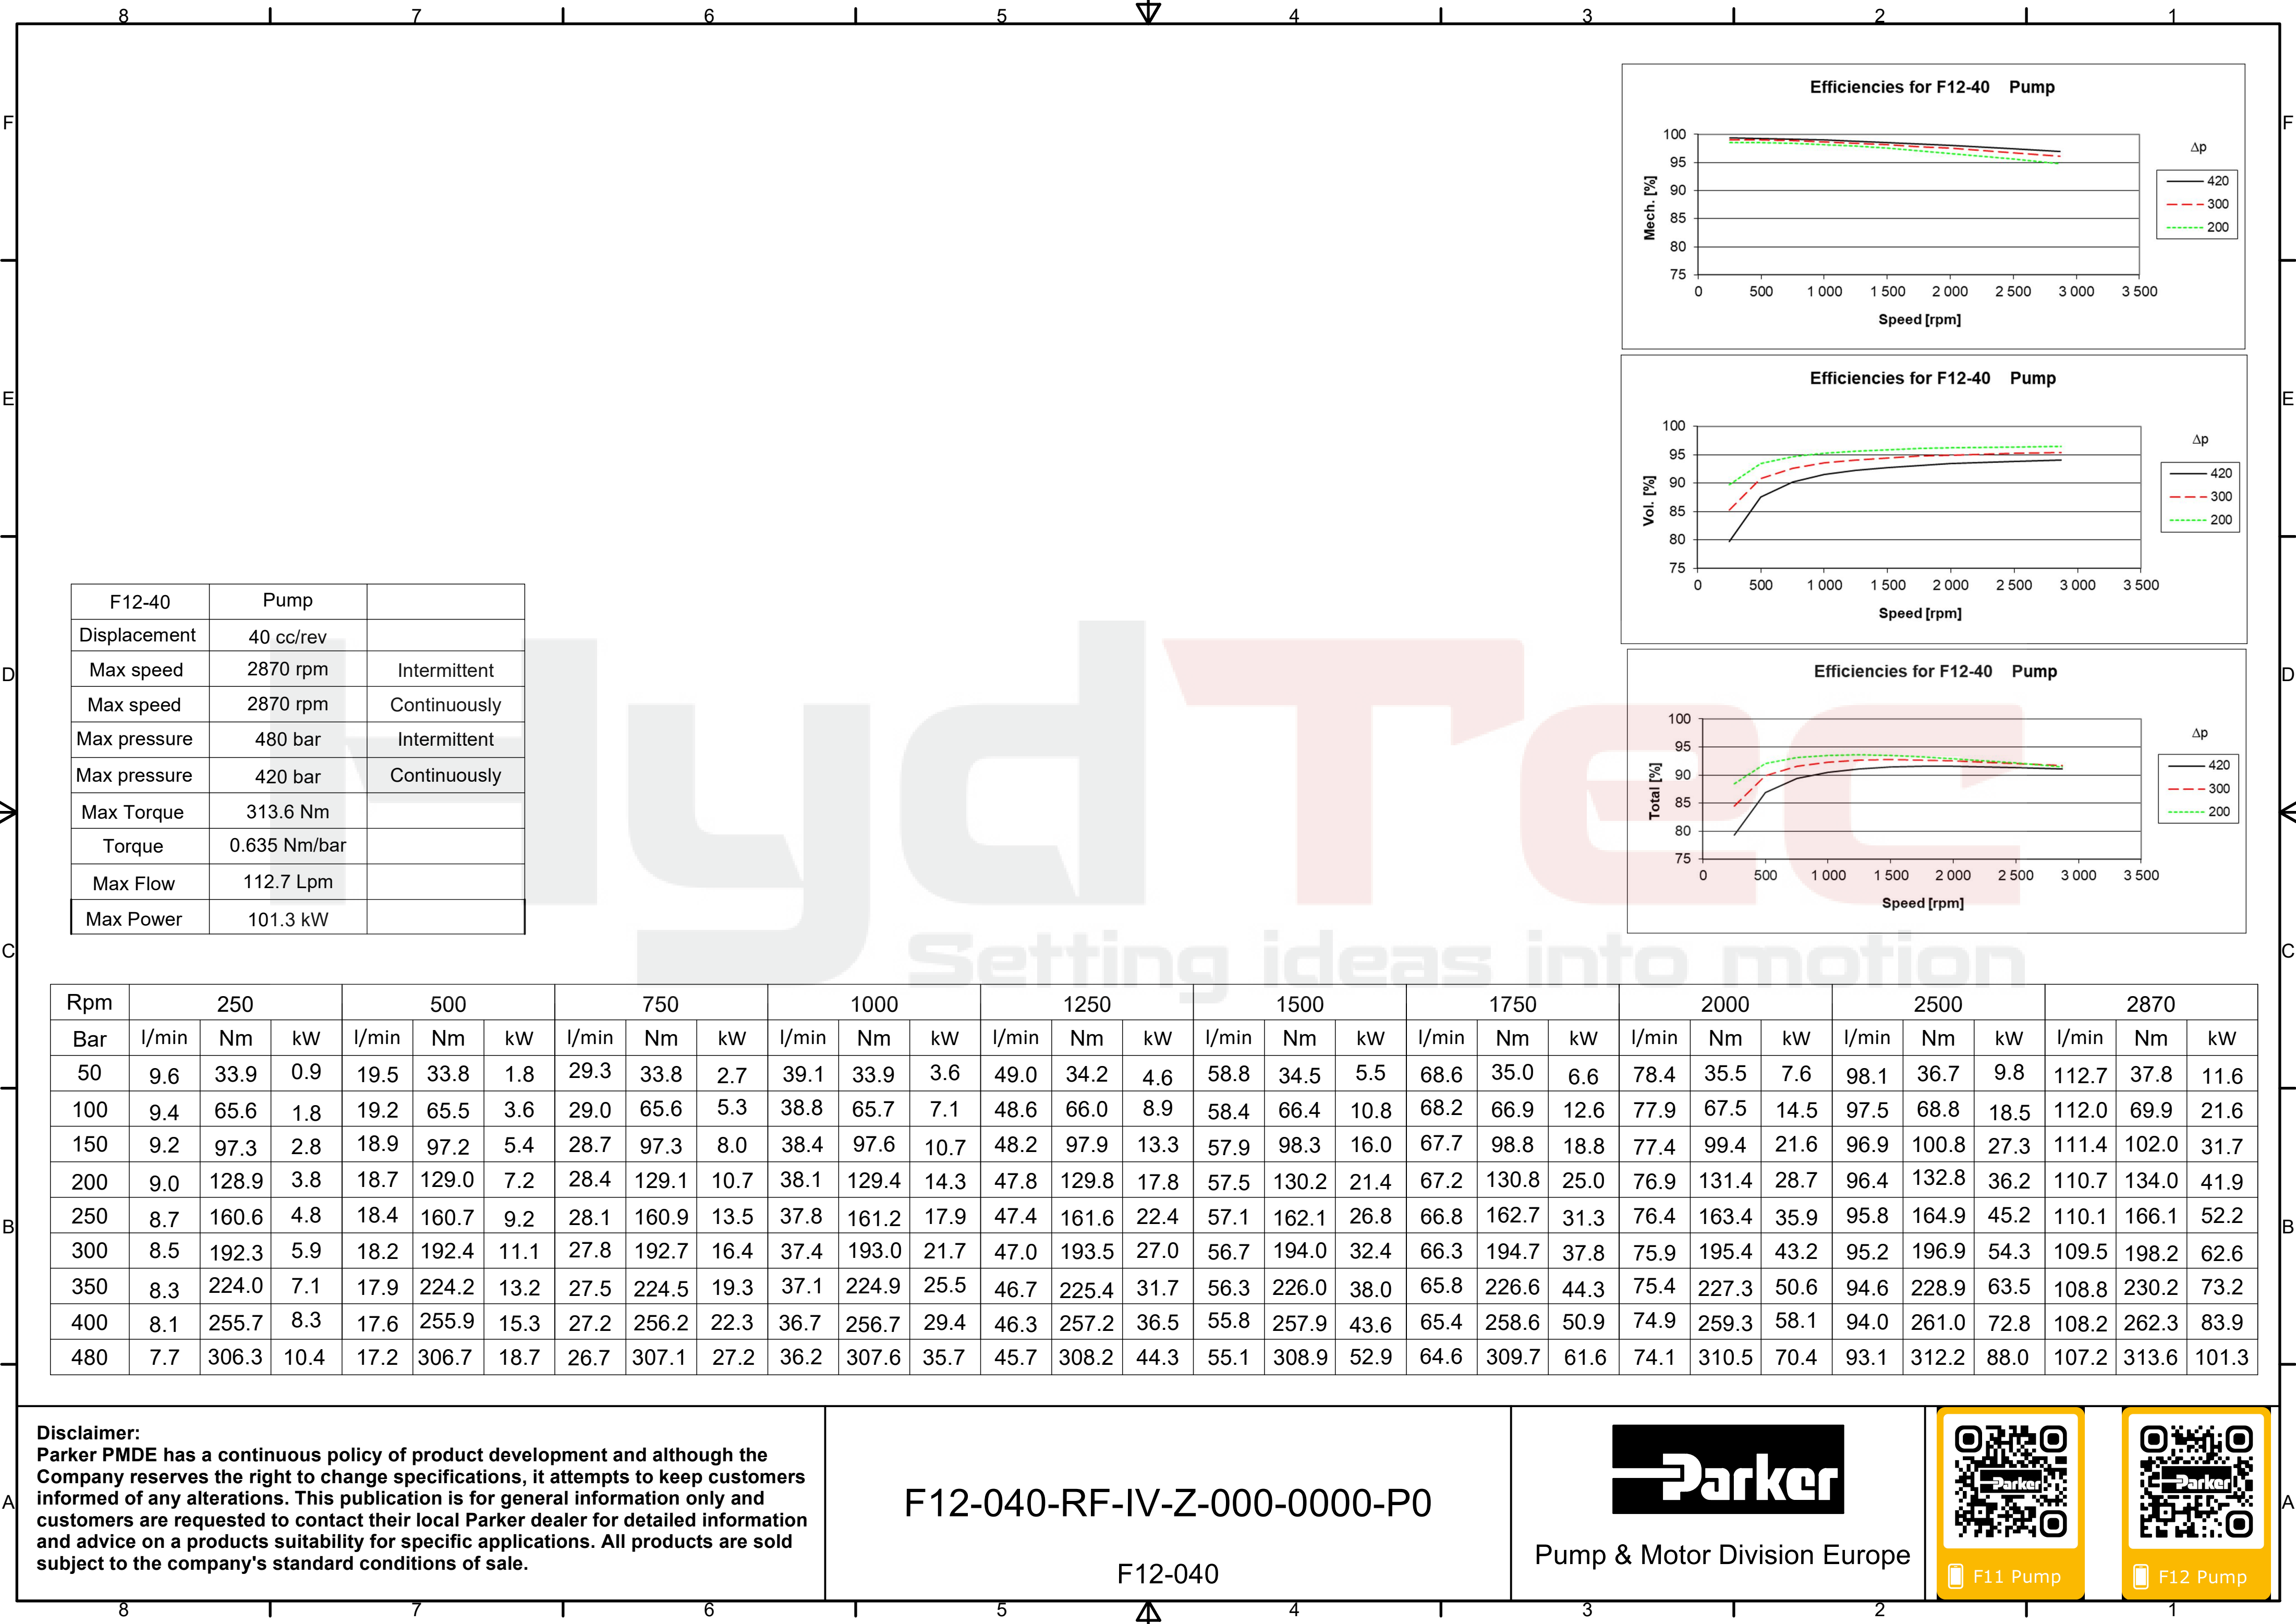 8 7 6 5 4 3 2 1
F F
E E
D D
C C
B B
A A
Efficiencies for F12-40 Pump
Mech. [%]
100
95
90
85
80
75
0 500 1 000 1 500 2 000 2 500 3 000 3 500
Speed [rpm]
Δp
420
300
200
Efficiencies for F12-40 Pump
Vol. [%]
100
95
90
85
80
75
0 500 1 000 1 500 2 000 2 500 3 000 3 500
Speed [rpm]
Δp
420
300
200
Efficiencies for F12-40 Pump
Total [%]
100
95
90
85
80
75
0 500 1 000 1 500 2 000 2 500 3 000 3 500
Speed [rpm]
Δp
420
300
200
F12-40 Pump
Displacement 40 cc/rev
Max speed 2870 rpm Intermittent
Max speed 2870 rpm Continuously
Max pressure 480 bar Intermittent
Max pressure 420 bar Continuously
Max Torque 313.6 Nm
Torque 0.635 Nm/bar
Max Flow 112.7 Lpm
Max Power 101.3 kW
HydTec
Setting ideas into motion
Rpm 250 500 750 1000 1250 1500 1750 2000 2500 2870
Bar l/min Nm kW l/min Nm kW l/min Nm kW l/min Nm kW l/min Nm kW l/min Nm kW l/min Nm kW l/min Nm kW l/min Nm kW l/min Nm kW
50 9.6 33.9 0.9 19.5 33.8 1.8 29.3 33.8 2.7 39.1 33.9 3.6 49.0 34.2 4.6 58.8 34.5 5.5 68.6 35.0 6.6 78.4 35.5 7.6 98.1 36.7 9.8 112.7 37.8 11.6
100 9.4 65.6 1.8 19.2 65.5 3.6 29.0 65.6 5.3 38.8 65.7 7.1 48.6 66.0 8.9 58.4 66.4 10.8 68.2 66.9 12.6 77.9 67.5 14.5 97.5 68.8 18.5 112.0 69.9 21.6
150 9.2 97.3 2.8 18.9 97.2 5.4 28.7 97.3 8.0 38.4 97.6 10.7 48.2 97.9 13.3 57.9 98.3 16.0 67.7 98.8 18.8 77.4 99.4 21.6 96.9 100.8 27.3 111.4 102.0 31.7
200 9.0 128.9 3.8 18.7 129.0 7.2 28.4 129.1 10.7 38.1 129.4 14.3 47.8 129.8 17.8 57.5 130.2 21.4 67.2 130.8 25.0 76.9 131.4 28.7 96.4 132.8 36.2 110.7 134.0 41.9
250 8.7 160.6 4.8 18.4 160.7 9.2 28.1 160.9 13.5 37.8 161.2 17.9 47.4 161.6 22.4 57.1 162.1 26.8 66.8 162.7 31.3 76.4 163.4 35.9 95.8 164.9 45.2 110.1 166.1 52.2
300 8.5 192.3 5.9 18.2 192.4 11.1 27.8 192.7 16.4 37.4 193.0 21.7 47.0 193.5 27.0 56.7 194.0 32.4 66.3 194.7 37.8 75.9 195.4 43.2 95.2 196.9 54.3 109.5 198.2 62.6
350 8.3 224.0 7.1 17.9 224.2 13.2 27.5 224.5 19.3 37.1 224.9 25.5 46.7 225.4 31.7 56.3 226.0 38.0 65.8 226.6 44.3 75.4 227.3 50.6 94.6 228.9 63.5 108.8 230.2 73.2
400 8.1 255.7 8.3 17.6 255.9 15.3 27.2 256.2 22.3 36.7 256.7 29.4 46.3 257.2 36.5 55.8 257.9 43.6 65.4 258.6 50.9 74.9 259.3 58.1 94.0 261.0 72.8 108.2 262.3 83.9
480 7.7 306.3 10.4 17.2 306.7 18.7 26.7 307.1 27.2 36.2 307.6 35.7 45.7 308.2 44.3 55.1 308.9 52.9 64.6 309.7 61.6 74.1 310.5 70.4 93.1 312.2 88.0 107.2 313.6 101.3
Disclaimer:
Parker PMDE has a continuous policy of product development and although the
Company reserves the right to change specifications, it attempts to keep customers
informed of any alterations. This publication is for general information only and
customers are requested to contact their local Parker dealer for detailed information
and advice on a products suitability for specific applications. All products are sold
subject to the company's standard conditions of sale.
F12-040-RF-IV-Z-000-0000-P0
F12-040
Parker
Pump & Motor Division Europe
Parker
F11 Pump
Parker
F12 Pump
8 7 6 5 4 3 2 1